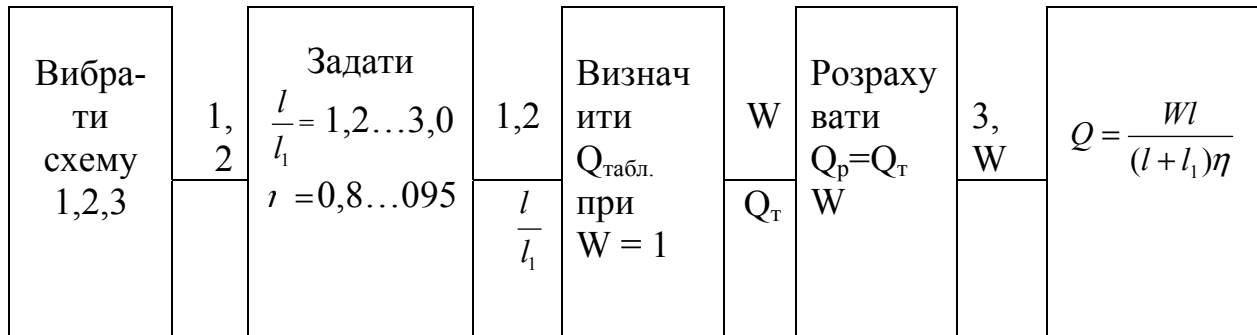 Вибра-
ти
схему
1,2,3
1,
2
Задати
l/l₁ = 1,2…3,0
η =0,8…095
1,2
l/l₁
Визнач
ити
Qтабл.
при
W = 1
W
Qт
Розраху
вати
Qр=Qт
W
3,
W
Q = Wl/((l + l₁)η)